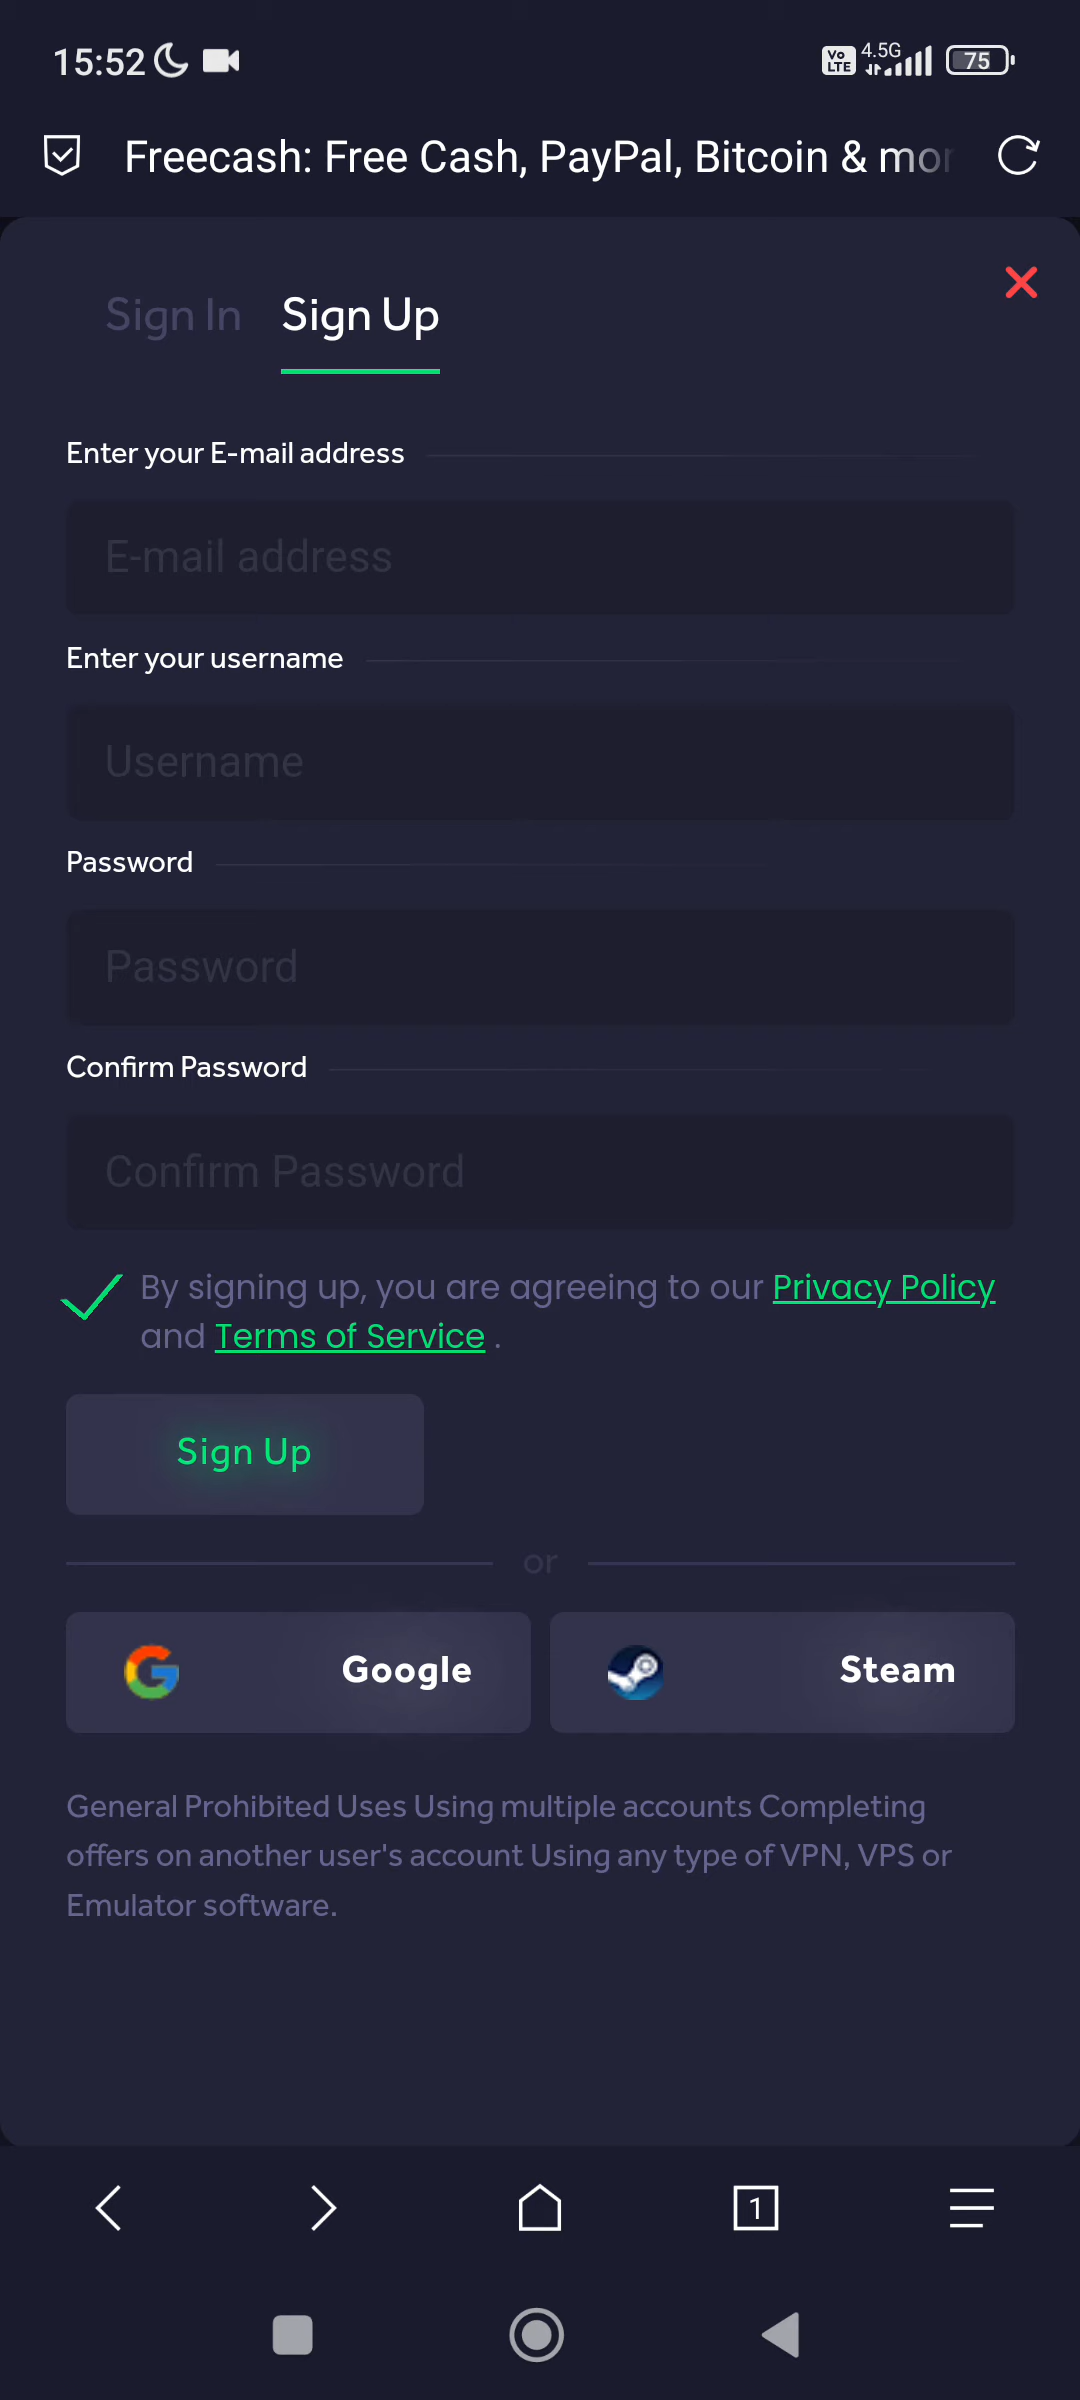 15:52
Vo LTE 4.5G 75
Freecash: Free Cash, PayPal, Bitcoin & mor
Sign In Sign Up
Enter your E-mail address
E-mail address
Enter your username
Username
Password
Password
Confirm Password
Confirm Password
By signing up, you are agreeing to our Privacy Policy
and Terms of Service .
Sign Up
or
Google Steam
General Prohibited Uses Using multiple accounts Completing
offers on another user's account Using any type of VPN, VPS or
Emulator software.
1